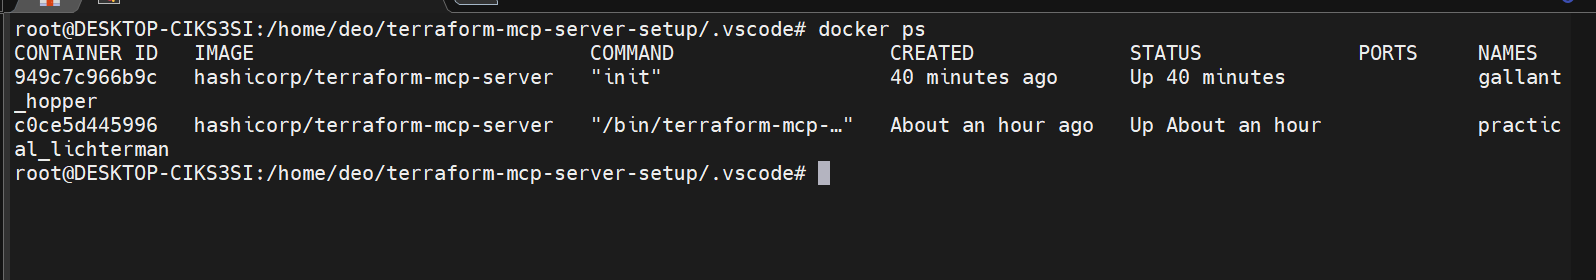 root@DESKTOP-CIKS3SI:/home/deo/terraform-mcp-server-setup/.vscode# docker ps
CONTAINER ID   IMAGE                         COMMAND                  CREATED             STATUS             PORTS     NAMES
949c7c966b9c   hashicorp/terraform-mcp-server   "init"                   40 minutes ago      Up 40 minutes                gallant
_hopper
c0ce5d445996   hashicorp/terraform-mcp-server   "/bin/terraform-mcp-…"   About an hour ago   Up About an hour             practic
al_lichterman
root@DESKTOP-CIKS3SI:/home/deo/terraform-mcp-server-setup/.vscode#